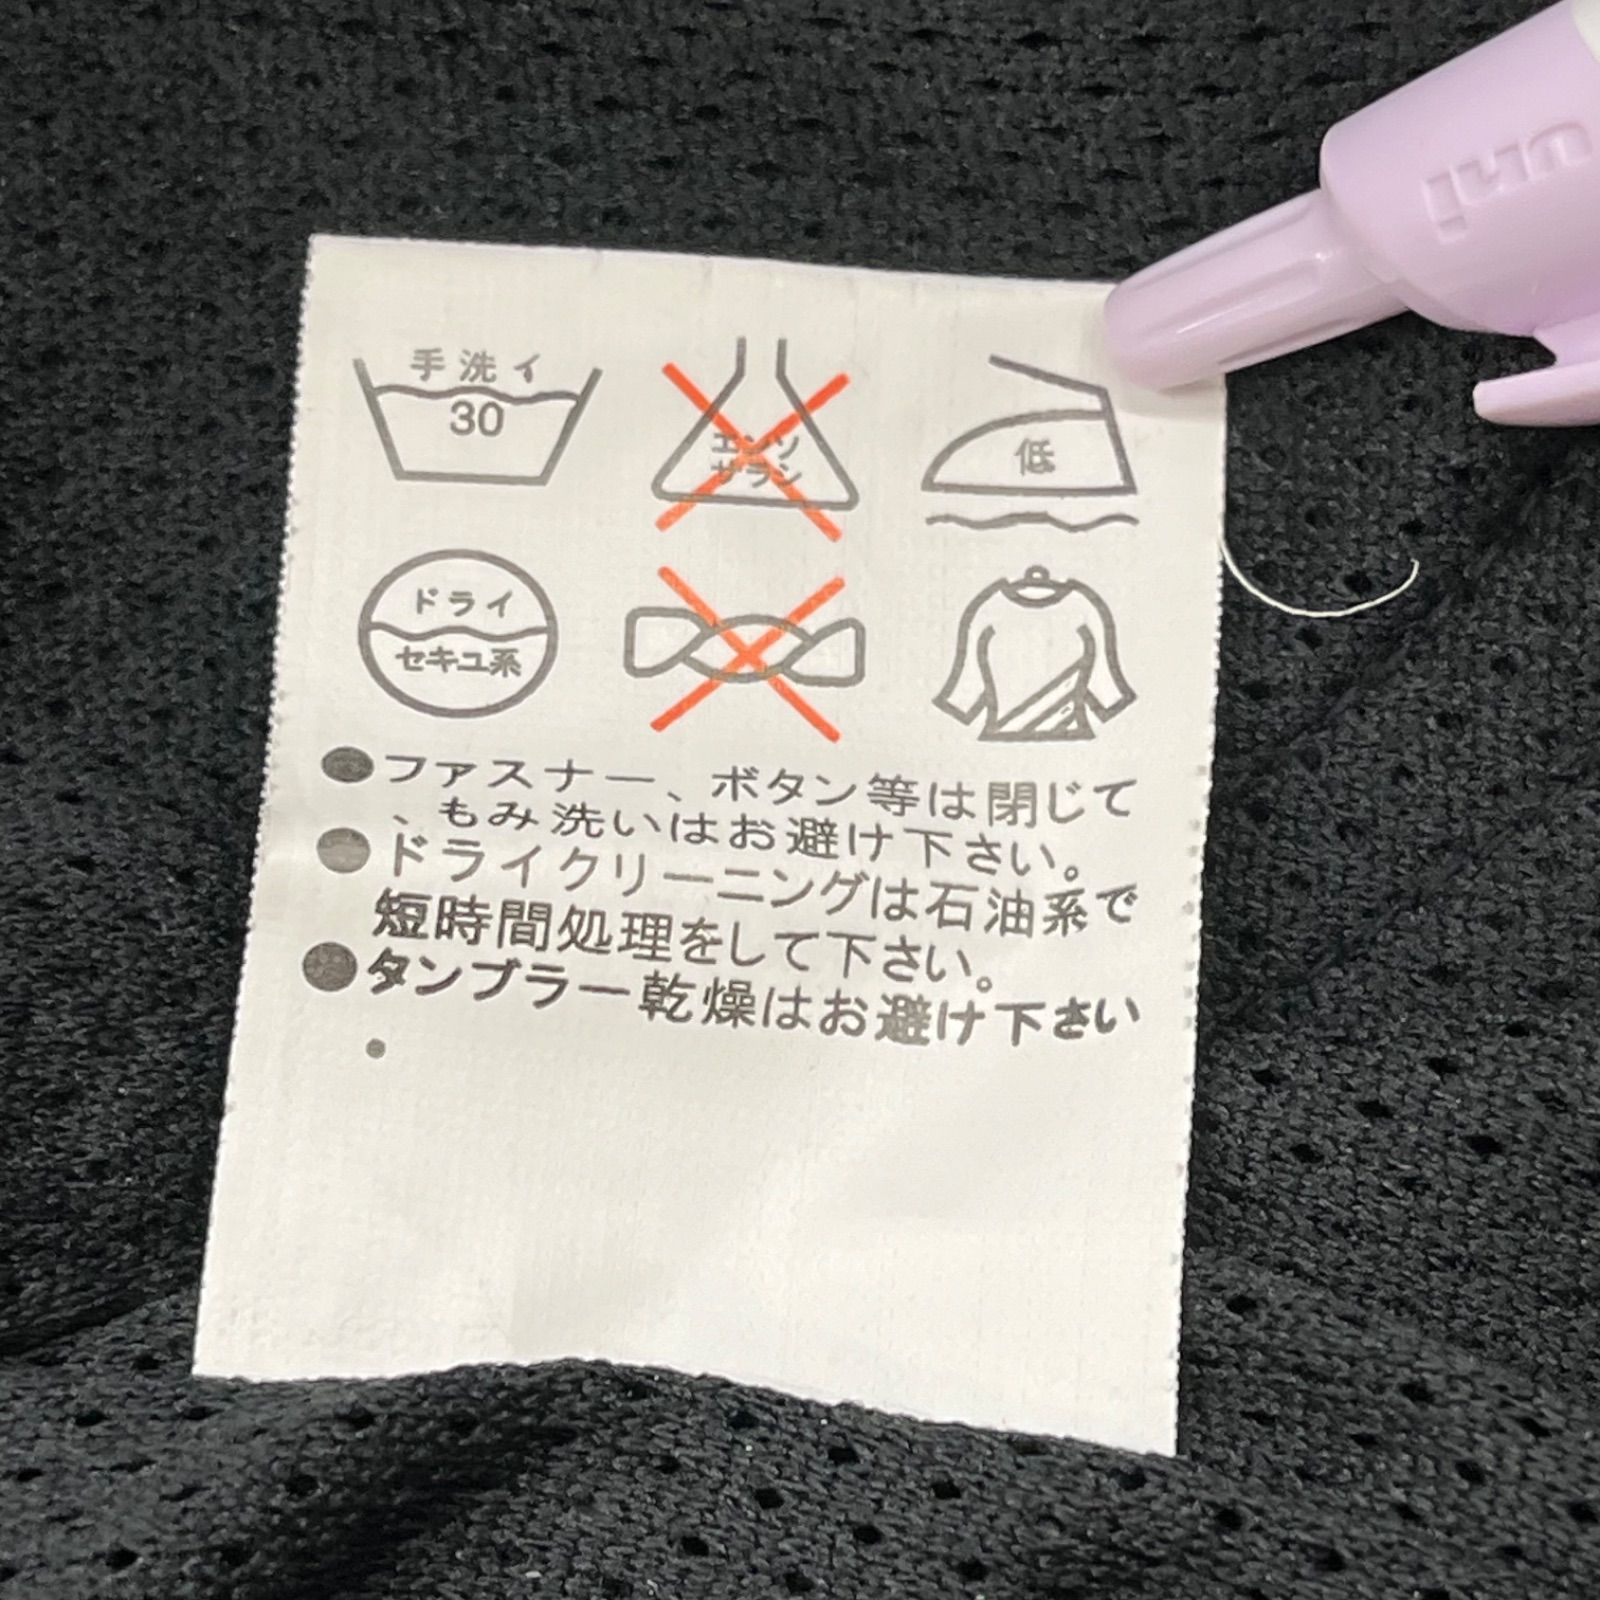 手洗イ
30
エンソ
サラシ
低
ドライ
セキユ系
●ファスナー、ボタン等は閉じて
、もみ洗いはお避け下さい。
●ドライクリーニングは石油系で
短時間処理をして下さい。
●タンブラー乾燥はお避け下さい
.
uni